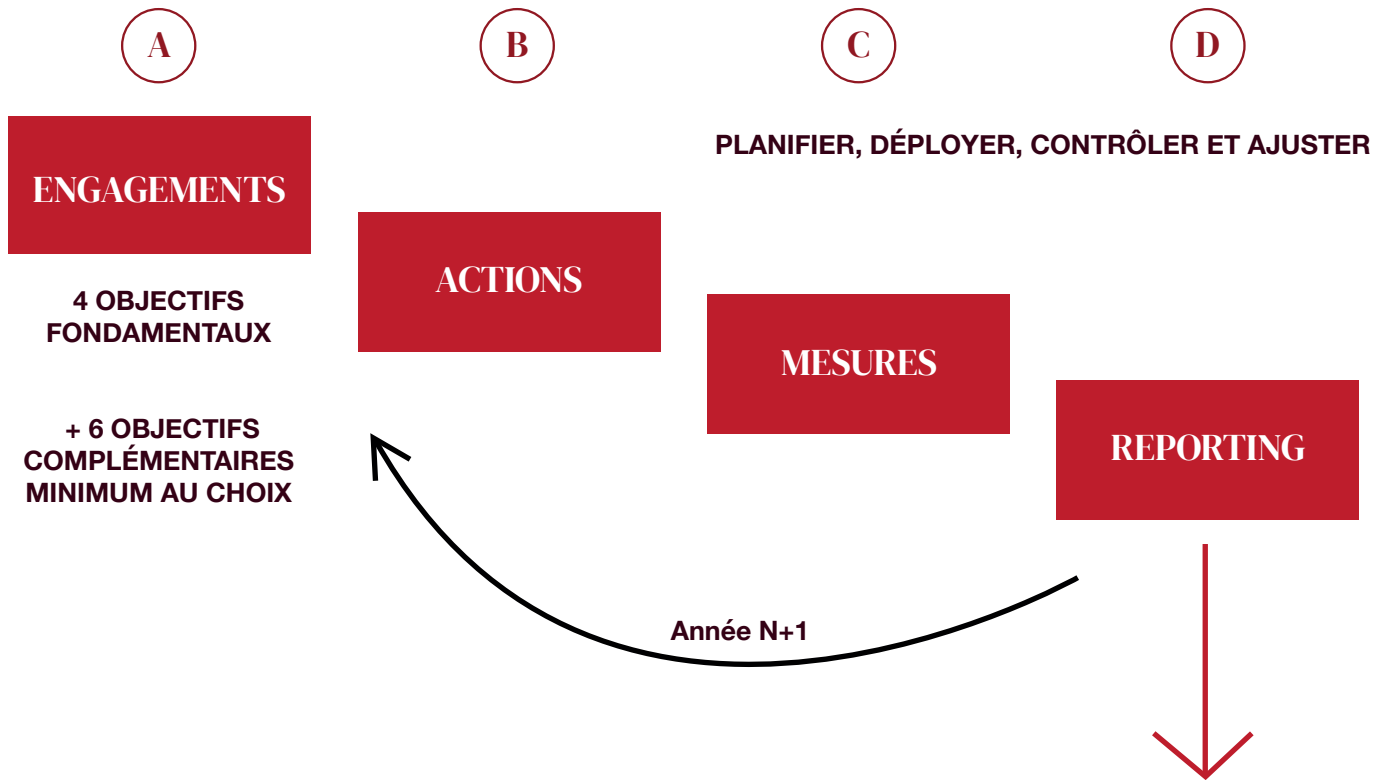 A
B
C
D
PLANIFIER, DÉPLOYER, CONTRÔLER ET AJUSTER
ENGAGEMENTS
4 OBJECTIFS
FONDAMENTAUX
+ 6 OBJECTIFS
COMPLÉMENTAIRES
MINIMUM AU CHOIX
ACTIONS
MESURES
REPORTING
Année N+1